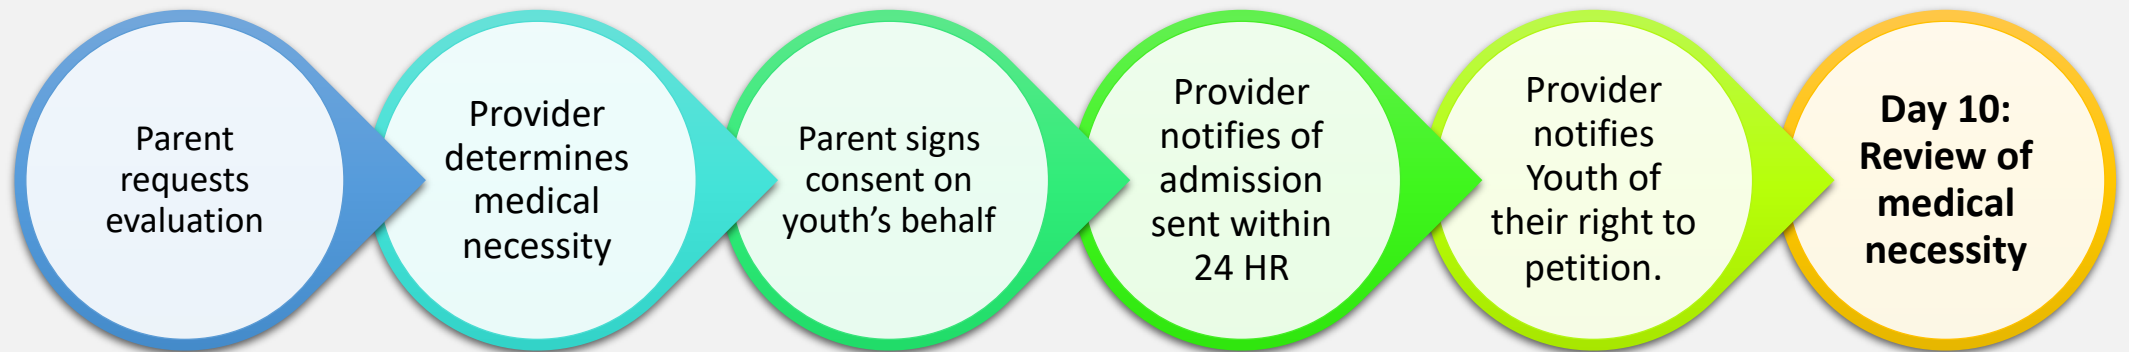 Parent
requests
evaluation
Provider
determines
medical
necessity
Parent signs
consent on
youth’s behalf
Provider
notifies of
admission
sent within
24 HR
Provider
notifies
Youth of
their right to
petition.
Day 10:
Review of
medical
necessity